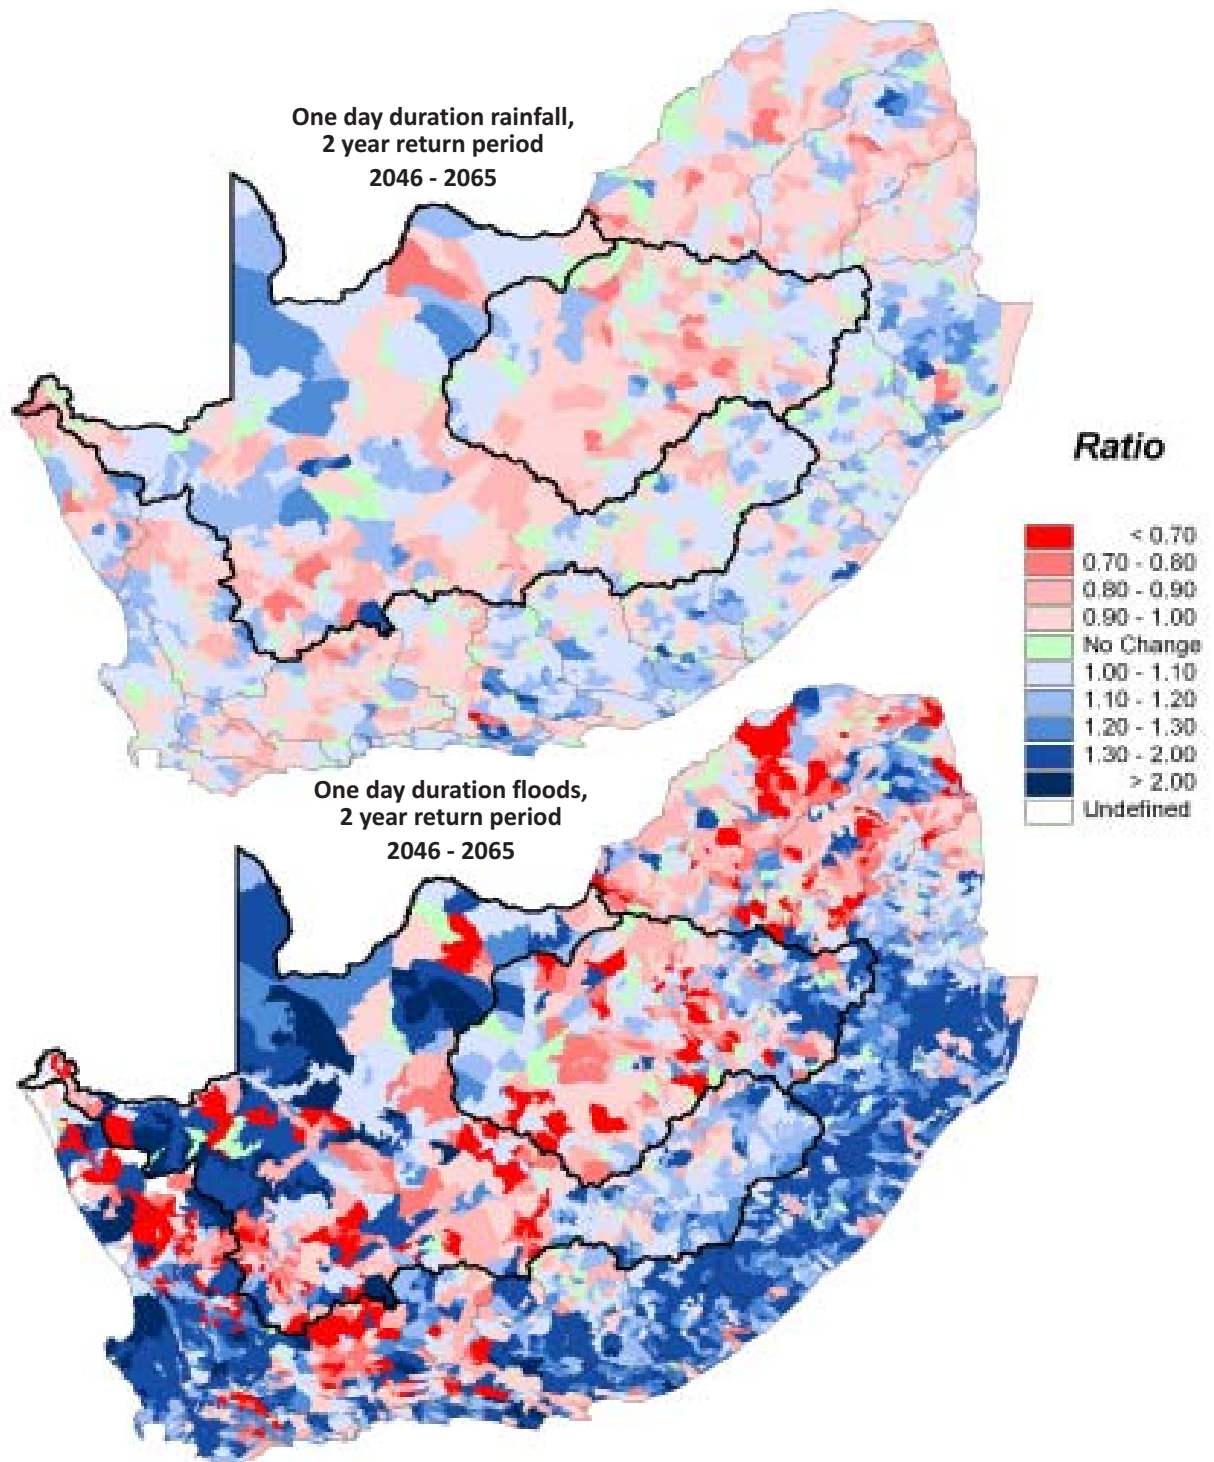 One day duration rainfall,
2 year return period
2046 - 2065
Ratio
< 0.70
0.70 - 0.80
0.80 - 0.90
0.90 - 1.00
No Change
1.00 - 1.10
1.10 - 1.20
1.20 - 1.30
1.30 - 2.00
> 2.00
Undefined
One day duration floods,
2 year return period
2046 - 2065